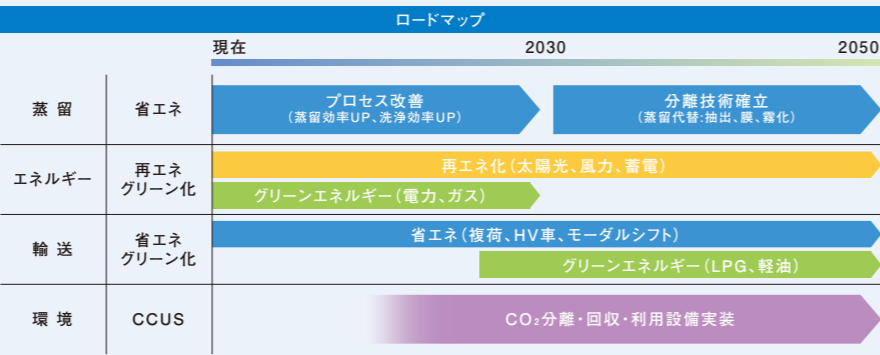 ロードマップ
現在 2030 2050
蒸留 省エネ
プロセス改善
(蒸留効率UP、洗浄効率UP)
分離技術確立
(蒸留代替:抽出、膜、霧化)
エネルギー
再エネ
グリーン化
再エネ化(太陽光、風力、蓄電)
グリーンエネルギー(電力、ガス)
輸送
省エネ
グリーン化
省エネ(複荷、HV車、モーダルシフト)
グリーンエネルギー(LPG、軽油)
環境 CCUS
CO₂分離・回収・利用設備実装